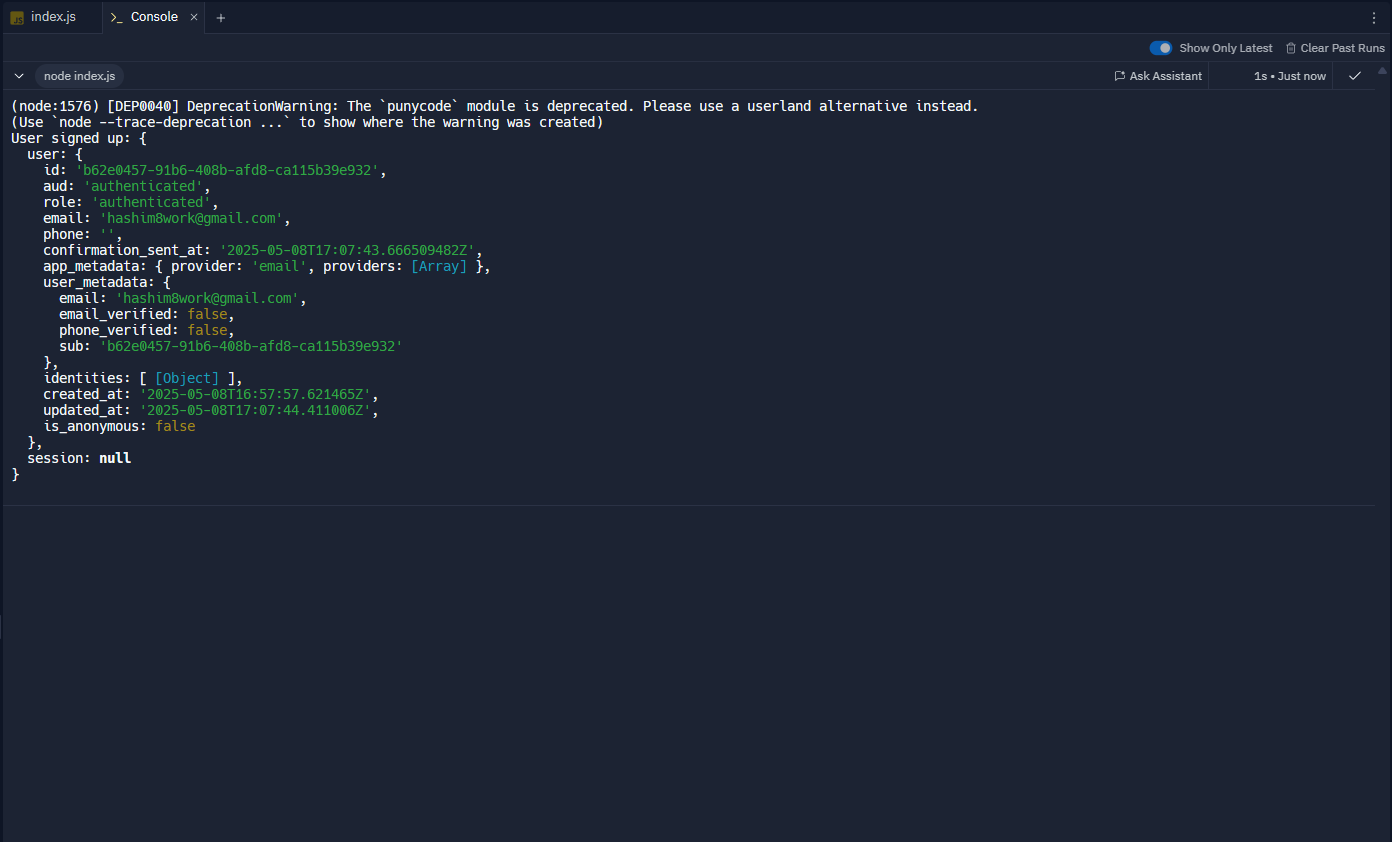 index.js
Console
Show Only Latest Clear Past Runs
node index.js Ask Assistant 1s • Just now
(node:1576) [DEP0040] DeprecationWarning: The `punycode` module is deprecated. Please use a userland alternative instead.
(Use `node --trace-deprecation ...` to show where the warning was created)
User signed up: {
  user: {
    id: 'b62e0457-91b6-408b-afd8-ca115b39e932',
    aud: 'authenticated',
    role: 'authenticated',
    email: 'hashim8work@gmail.com',
    phone: '',
    confirmation_sent_at: '2025-05-08T17:07:43.666509482Z',
    app_metadata: { provider: 'email', providers: [Array] },
    user_metadata: {
      email: 'hashim8work@gmail.com',
      email_verified: false,
      phone_verified: false,
      sub: 'b62e0457-91b6-408b-afd8-ca115b39e932'
    },
    identities: [ [Object] ],
    created_at: '2025-05-08T16:57:57.621465Z',
    updated_at: '2025-05-08T17:07:44.411006Z',
    is_anonymous: false
  },
  session: null
}